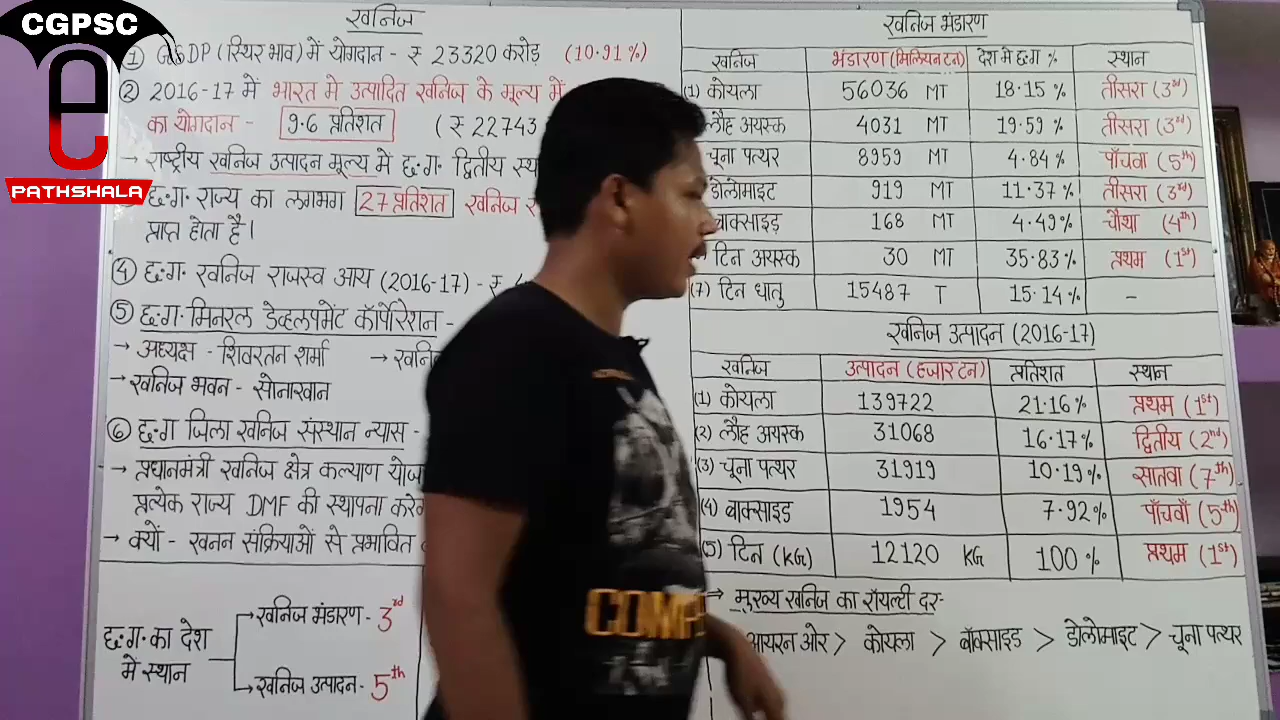 CGPSC
e
PATHSHALA
खनिज
① GSDP (स्थिर भाव) में योगदान - ₹ 23320 करोड़ (10.91%)
② 2016-17 में भारत मे उत्पादित खनिज के मूल्य में
का योगदान - 9.6 प्रतिशत ( ₹ 22743
→ राष्ट्रीय खनिज उत्पादन मूल्य में छ.ग. द्वितीय
छ.ग. राज्य का लगभग 27 प्रतिशत खनिज
प्राप्त होता है।
④ छ.ग. खनिज राजस्व आय (2016-17) - ₹
⑤ छ.ग. मिनरल डेव्हलपमेंट कॉर्पोरेशन -
→ अध्यक्ष - शिवरतन शर्मा →
→ खनिज भवन - सोनाखान
⑥ छ.ग जिला खनिज संस्थान न्यास -
→ प्रधानमंत्री खनिज क्षेत्र कल्याण
प्रत्येक राज्य DMF की स्थापना
→ क्यों - खनन संक्रियाओं से प्रभावित
छ.ग. का देश
मे स्थान
→ खनिज भंडारण - 3rd
→ खनिज उत्पादन - 5th
खनिज भंडारण
खनिज भंडारण (मिलियन टन) देश मे छ.ग % स्थान
(1) कोयला 56036 MT 18.15% तीसरा (3rd)
लौह अयस्क 4031 MT 19.59% तीसरा (3rd)
चूना पत्थर 8959 MT 4.84% पाँचवा (5th)
डोलोमाइट 919 MT 11.37% तीसरा (3rd)
बाक्साइड 168 MT 4.49% चौथा (4th)
टिन अयस्क 30 MT 35.83% प्रथम (1st)
(7) टिन धातु 15487 T 15.14% -
खनिज उत्पादन (2016-17)
खनिज उत्पादन (हजार टन) प्रतिशत स्थान
(1) कोयला 139722 21.16% प्रथम (1st)
(2) लौह अयस्क 31068 16.17% द्वितीय (2nd)
(3) चूना पत्थर 31919 10.19% सातवा (7th)
(4) बाक्साइड 1954 7.92% पाँचवाँ (5th)
(5) टिन (KG) 12120 KG 100% प्रथम (1st)
→ मुख्य खनिज का रॉयल्टी दर-
आयरन ओर > कोयला > बॉक्साइड > डोलोमाइट > चूना पत्थर
COMP